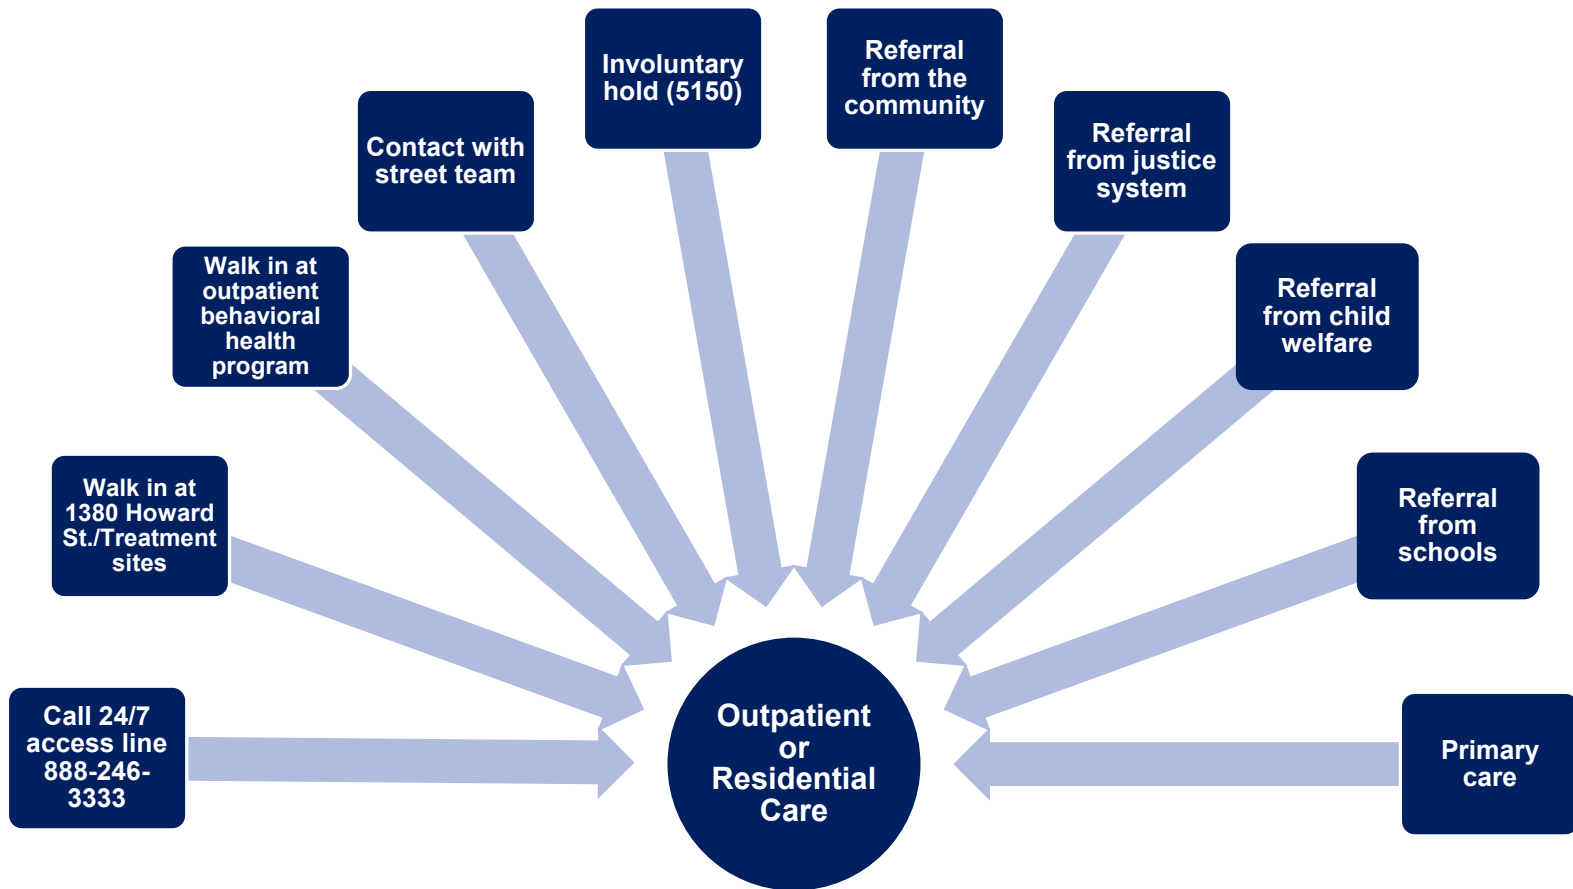 Involuntary
hold (5150)
Referral
from the
community
Contact with
street team
Referral
from justice
system
Walk in at
outpatient
behavioral
health
program
Referral
from child
welfare
Walk in at
1380 Howard
St./Treatment
sites
Referral
from
schools
Call 24/7
access line
888-246-
3333
Outpatient
or
Residential
Care
Primary
care